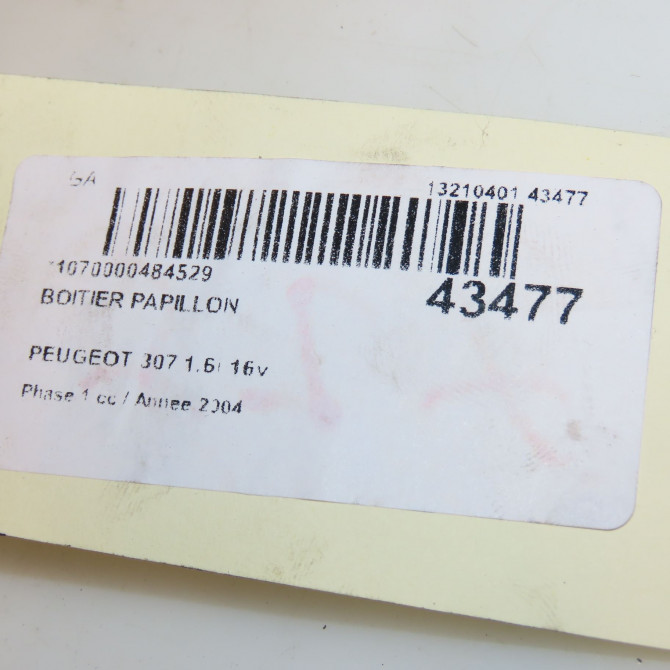 GA
13210401 43477
*1070000484529
BOITIER PAPILLON
43477
PEUGEOT 307 1.6i 16v
Phase 1 cc / Annee 2004